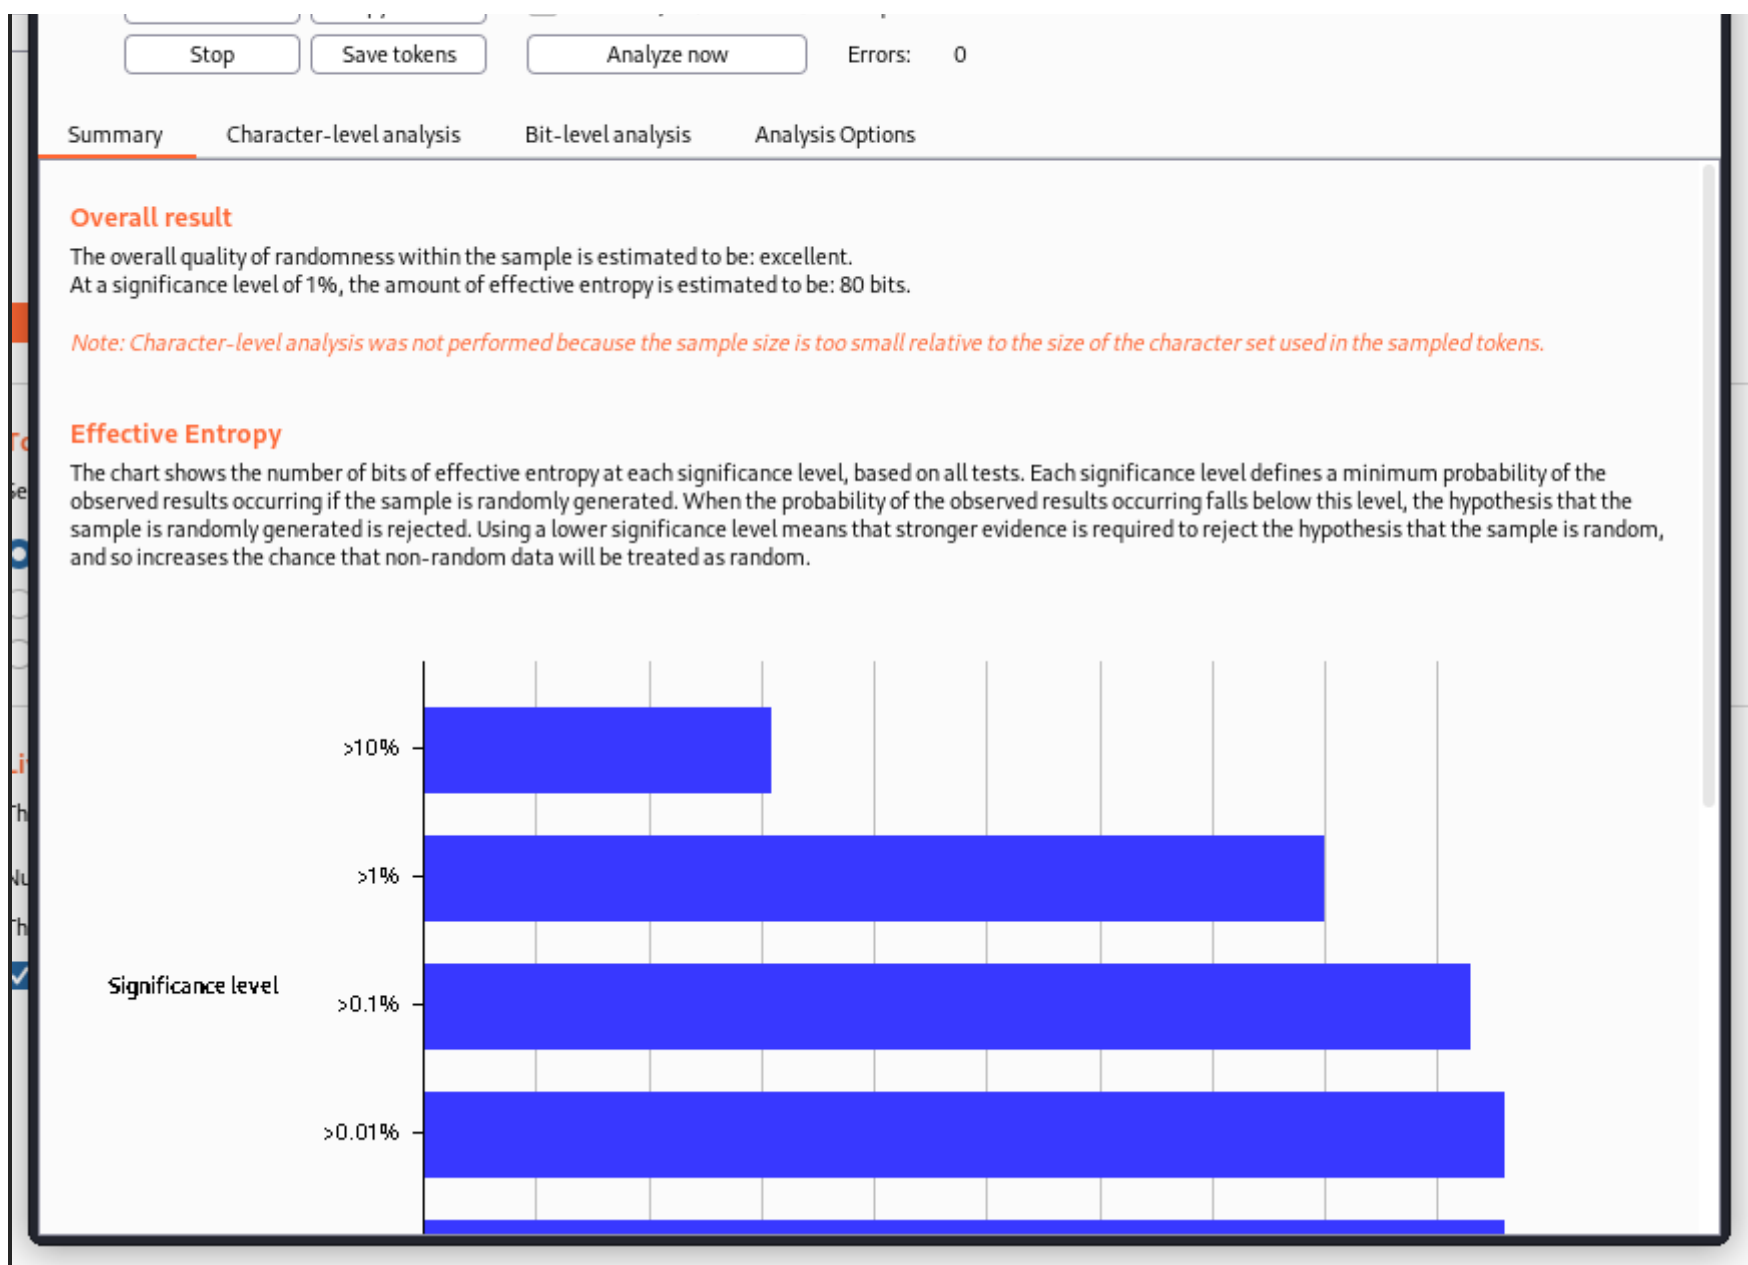 Stop
Save tokens
Analyze now
Errors: 0
Summary
Character-level analysis
Bit-level analysis
Analysis Options
Overall result
The overall quality of randomness within the sample is estimated to be: excellent.
At a significance level of 1%, the amount of effective entropy is estimated to be: 80 bits.
Note: Character-level analysis was not performed because the sample size is too small relative to the size of the character set used in the sampled tokens.
Effective Entropy
The chart shows the number of bits of effective entropy at each significance level, based on all tests. Each significance level defines a minimum probability of the
observed results occurring if the sample is randomly generated. When the probability of the observed results occurring falls below this level, the hypothesis that the
sample is randomly generated is rejected. Using a lower significance level means that stronger evidence is required to reject the hypothesis that the sample is random,
and so increases the chance that non-random data will be treated as random.
>10%
>1%
Significance level
>0.1%
>0.01%